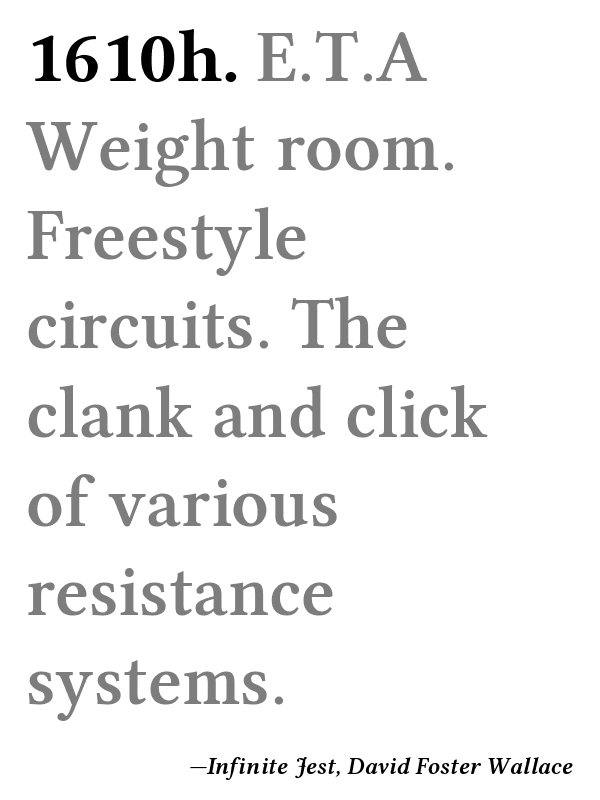 1610h. E.T.A
Weight room.
Freestyle
circuits. The
clank and click
of various
resistance
systems.
—Infinite Jest, David Foster Wallace